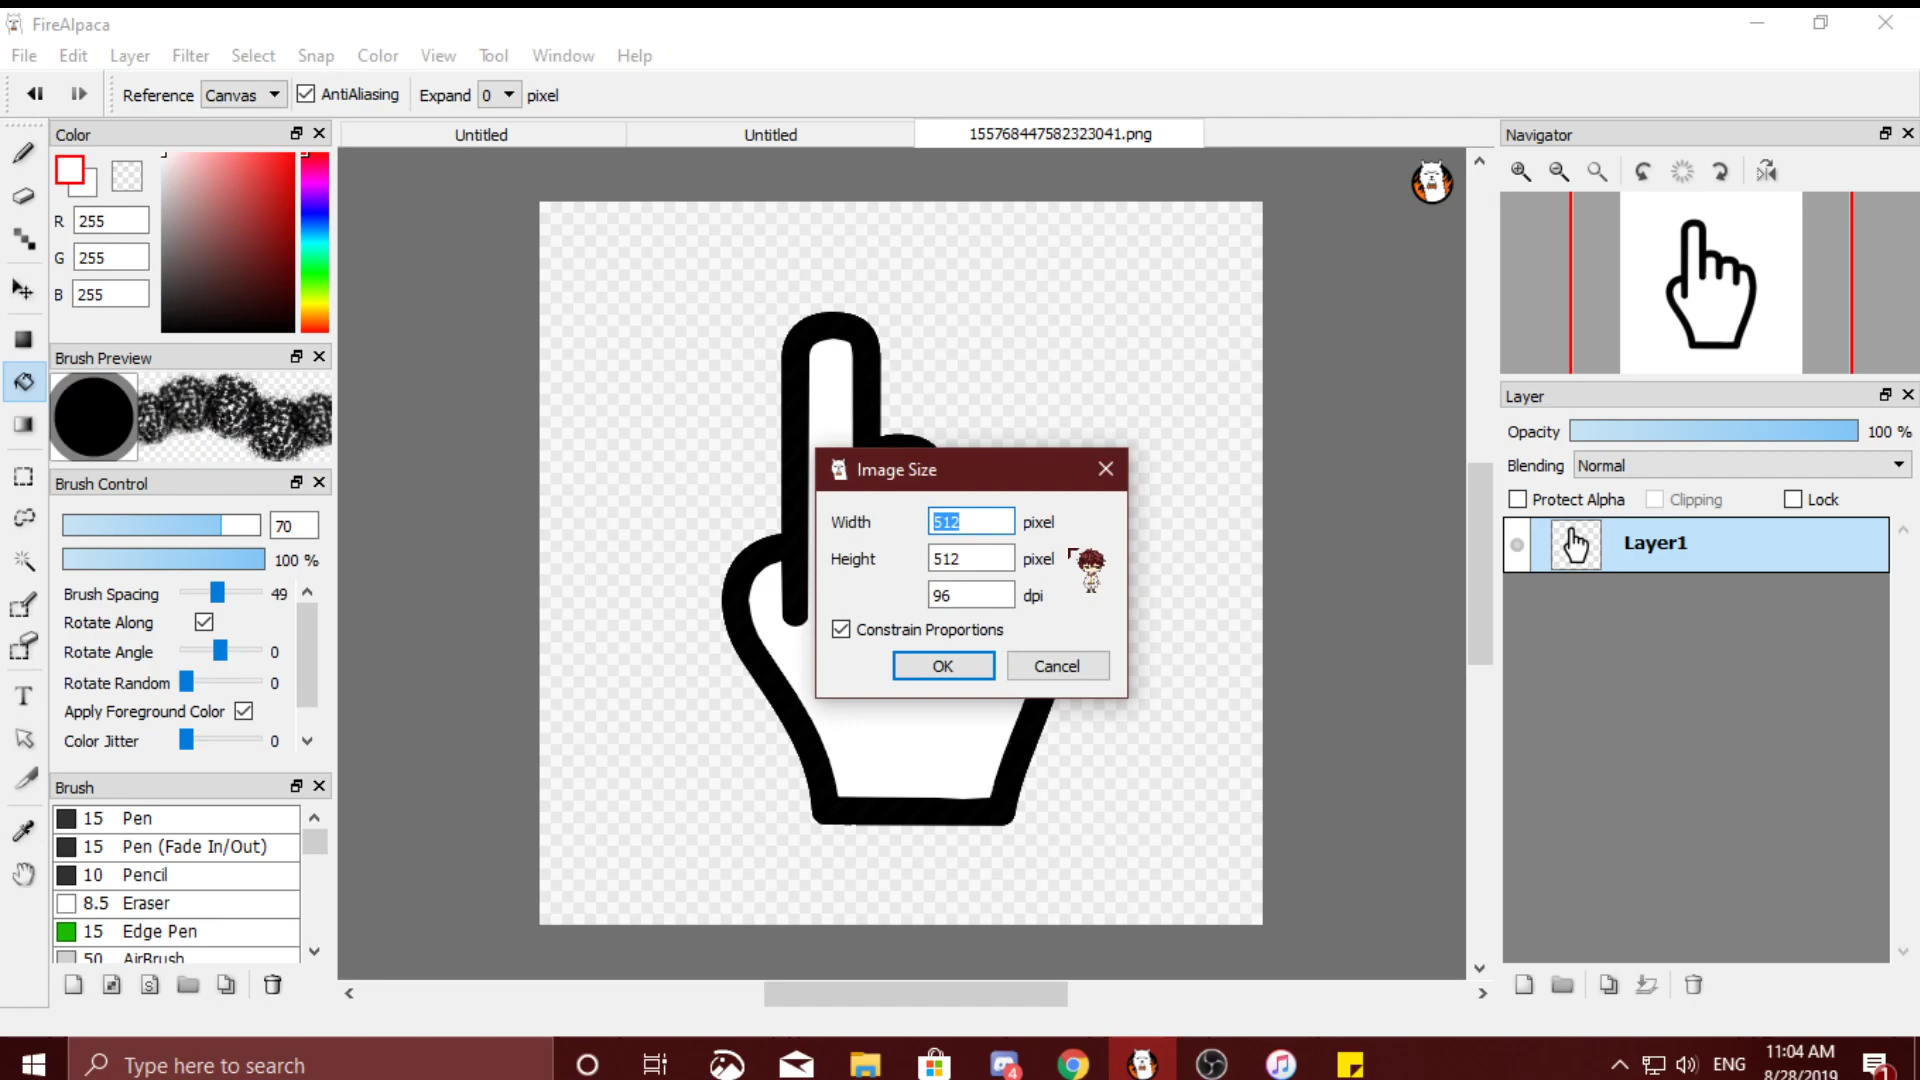 FireAlpaca
File Edit Layer Filter Select Snap Color View Tool Window Help
Reference Canvas AntiAliasing Expand 0 pixel
Color
Untitled Untitled 155768447582323041.png
Navigator
R 255
G 255
B 255
Brush Preview
Layer
Opacity 100 %
Blending Normal
Protect Alpha Clipping Lock
Layer1
Brush Control
70
100 %
Brush Spacing 49
Rotate Along
Rotate Angle 0
Rotate Random 0
Apply Foreground Color
Color Jitter 0
Image Size
Width 512 pixel
Height 512 pixel
96 dpi
Constrain Proportions
OK Cancel
Brush
15 Pen
15 Pen (Fade In/Out)
10 Pencil
8.5 Eraser
15 Edge Pen
50 AirBrush
S
T
Type here to search
4
ENG
11:04 AM
8/28/2019
1